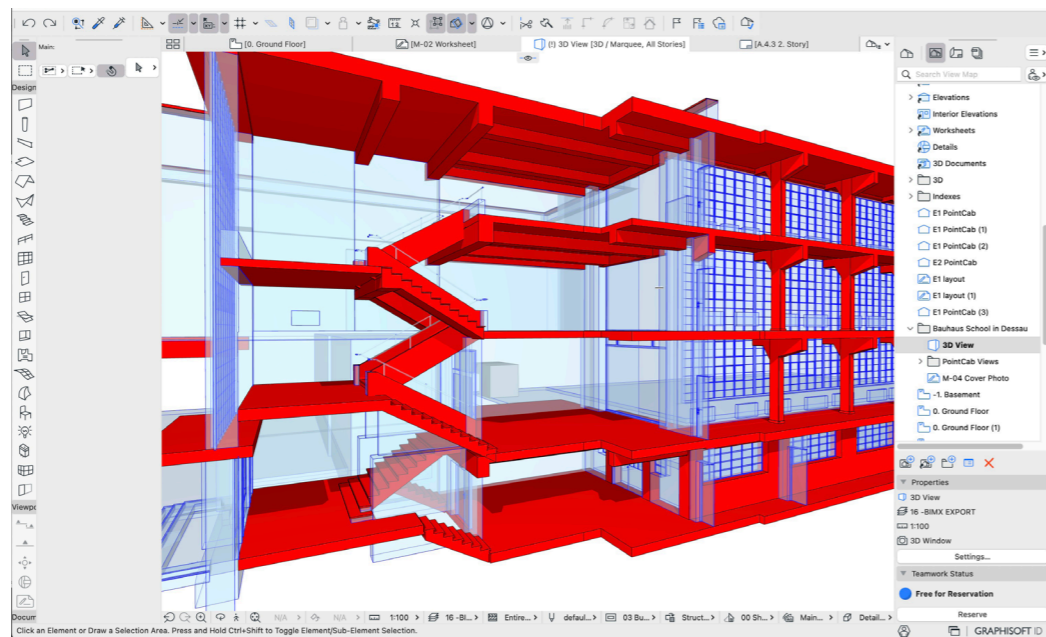 Main:
[0. Ground Floor]
[M-02 Worksheet]
(!) 3D View [3D / Marquee, All Stories]
[A.4.3 2. Story]
Search View Map
Design
Elevations
Interior Elevations
Worksheets
Details
3D Documents
3D
Indexes
E1 PointCab
E1 PointCab (1)
E1 PointCab (2)
E2 PointCab
E1 layout
E1 layout (1)
E1 PointCab (3)
Bauhaus School in Dessau
3D View
PointCab Views
M-04 Cover Photo
-1. Basement
0. Ground Floor
0. Ground Floor (1)
Properties
3D View
16 -BIMX EXPORT
1:100
3D Window
Settings...
Teamwork Status
Free for Reservation
Reserve
Viewpo
Docum
N/A
N/A
1:100
16 -Bl...
Entire...
defaul...
03 Bu...
Struct...
00 Sh...
Main...
Detail...
Click an Element or Draw a Selection Area. Press and Hold Ctrl+Shift to Toggle Element/Sub-Element Selection.
GRAPHISOFT ID